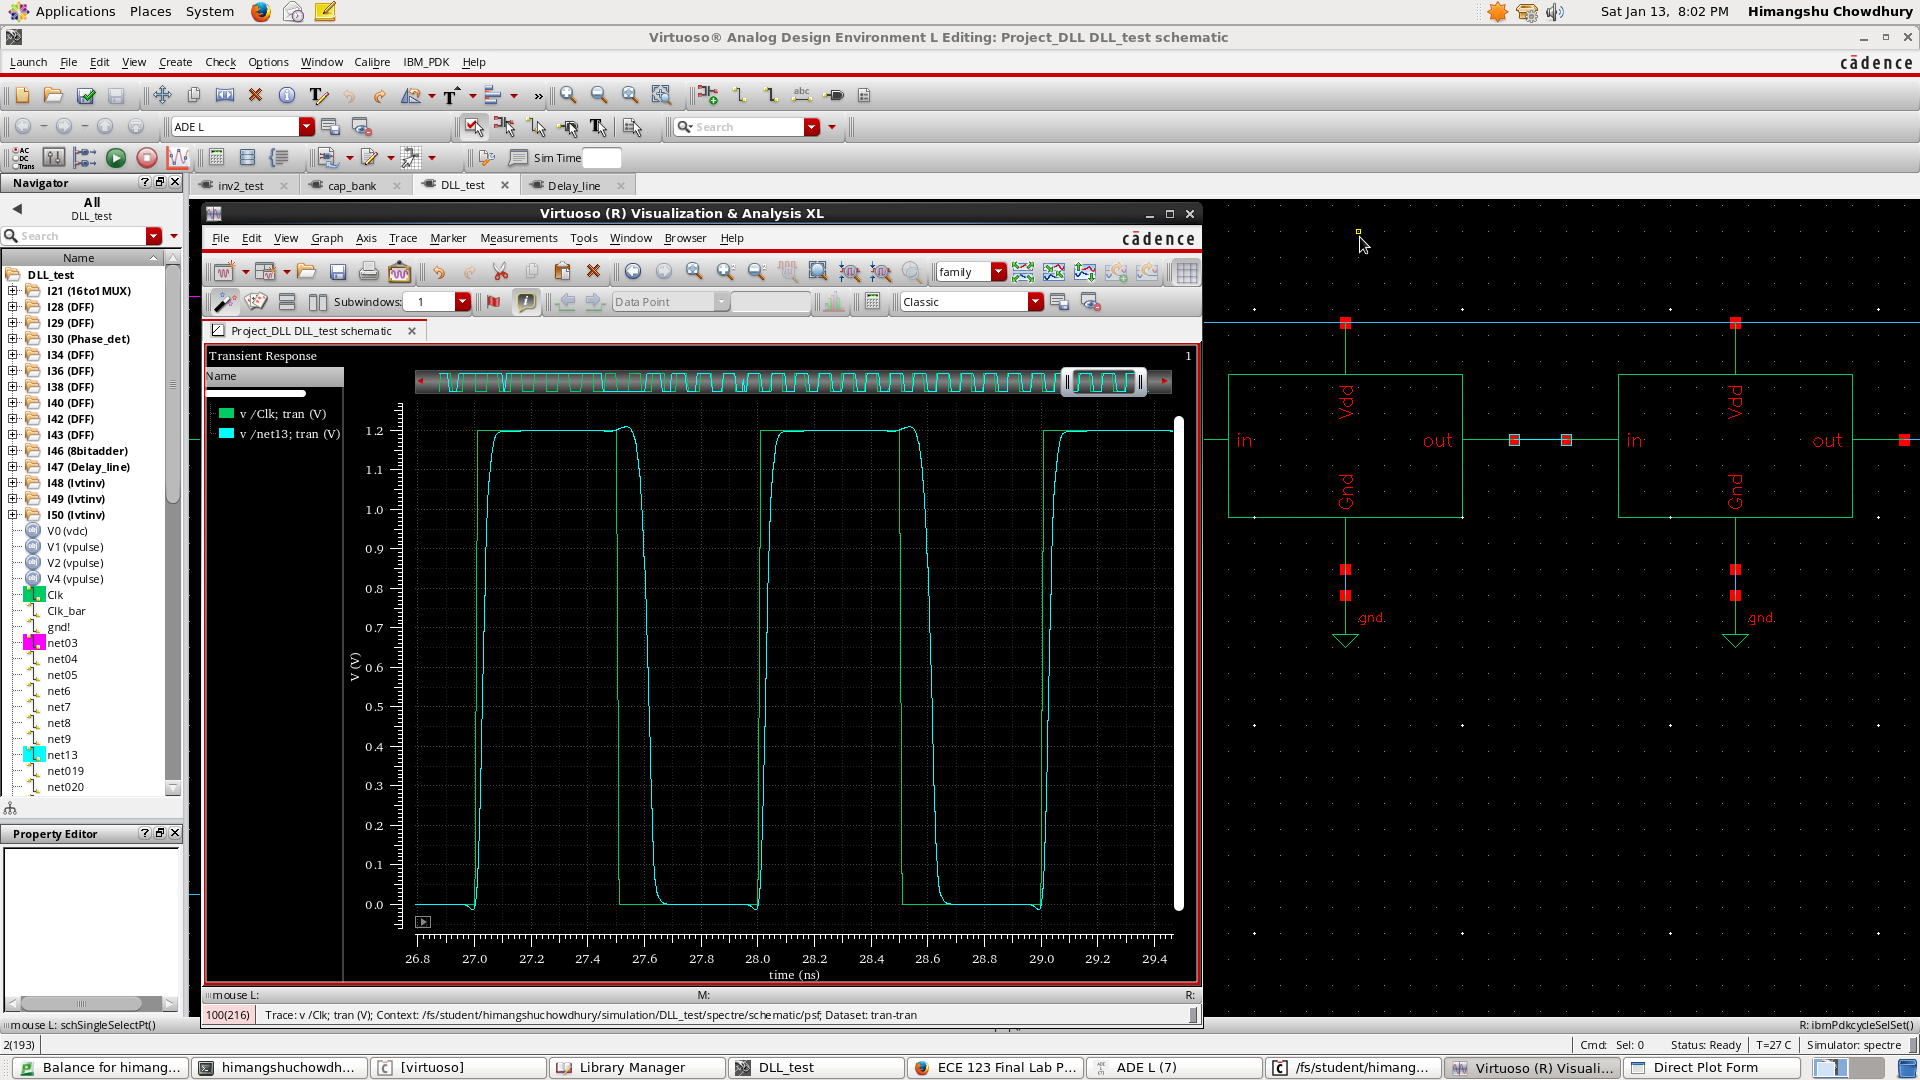 Applications Places System Sat Jan 13, 8:02 PM Himangshu Chowdhury
Virtuoso® Analog Design Environment L Editing: Project_DLL DLL_test schematic
Launch File Edit View Create Check Options Window Calibre IBM_PDK Help cādence
abc
ADE L Search
AC
DC
Trans
Sim Time
Navigator inv2_test cap_bank DLL_test Delay_line
All
DLL_test
Search
Name
DLL_test
I21 (16to1MUX)
I28 (DFF)
I29 (DFF)
I30 (Phase_det)
I34 (DFF)
I36 (DFF)
I38 (DFF)
I40 (DFF)
I42 (DFF)
I43 (DFF)
I46 (8bitadder)
I47 (Delay_line)
I48 (lvtinv)
I49 (lvtinv)
I50 (lvtinv)
V0 (vdc)
V1 (vpulse)
V2 (vpulse)
V4 (vpulse)
Clk
Clk_bar
gnd!
net03
net04
net05
net6
net7
net8
net9
net13
net019
net020
Property Editor
Virtuoso (R) Visualization & Analysis XL
File Edit View Graph Axis Trace Marker Measurements Tools Window Browser Help cādence
family
Subwindows: 1 Data Point Classic
Project_DLL DLL_test schematic
Transient Response 1
Name
v /Clk; tran (V)
v /net13; tran (V)
1.2
1.1
1.0
0.9
0.8
0.7
0.6
0.5
0.4
0.3
0.2
0.1
0.0
V (V)
26.8 27.0 27.2 27.4 27.6 27.8 28.0 28.2 28.4 28.6 28.8 29.0 29.2 29.4
time (ns)
mouse L: M: R:
100(216) Trace: v /Clk; tran (V); Context: /fs/student/himangshuchowdhury/simulation/DLL_test/spectre/schematic/psf; Dataset: tran-tran
Vdd Vdd
in out in out
Gnd Gnd
gnd. gnd.
mouse L: schSingleSelectPt() R: ibmPdkcycleSelSet()
2(193) Cmd: Sel: 0 Status: Ready T=27 C Simulator: spectre
Balance for himang... himangshuchowdh... [virtuoso] Library Manager DLL_test ECE 123 Final Lab P... ADE L (7) /fs/student/himang... Virtuoso (R) Visuali... Direct Plot Form